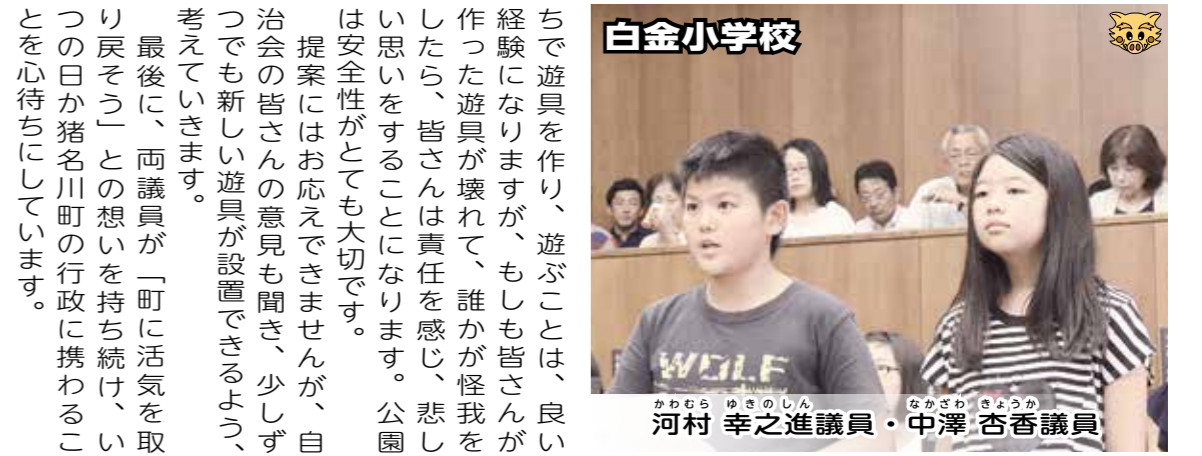 白金小学校
WOLF
かわむら ゆきのしん なかざわ きょうか
河村 幸之進議員・中澤 杏香議員
ちで遊具を作り、遊ぶことは、良い
経験になりますが、もしも皆さんが
作った遊具が壊れて、誰かが怪我を
したら、皆さんは責任を感じ、悲し
い思いをすることになります。公園
は安全性がとても大切です。
提案にはお応えできませんが、自
治会の皆さんの意見も聞き、少しず
つでも新しい遊具が設置できるよう、
考えていきます。
最後に、両議員が「町に活気を取
り戻そう」との想いを持ち続け、い
つの日か猪名川町の行政に携わるこ
とを心待ちにしています。